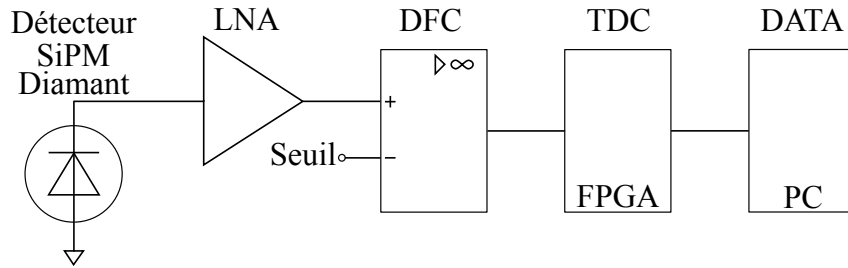 Détecteur
SiPM
Diamant
LNA
DFC
TDC
DATA
∞
+
Seuil
−
FPGA
PC